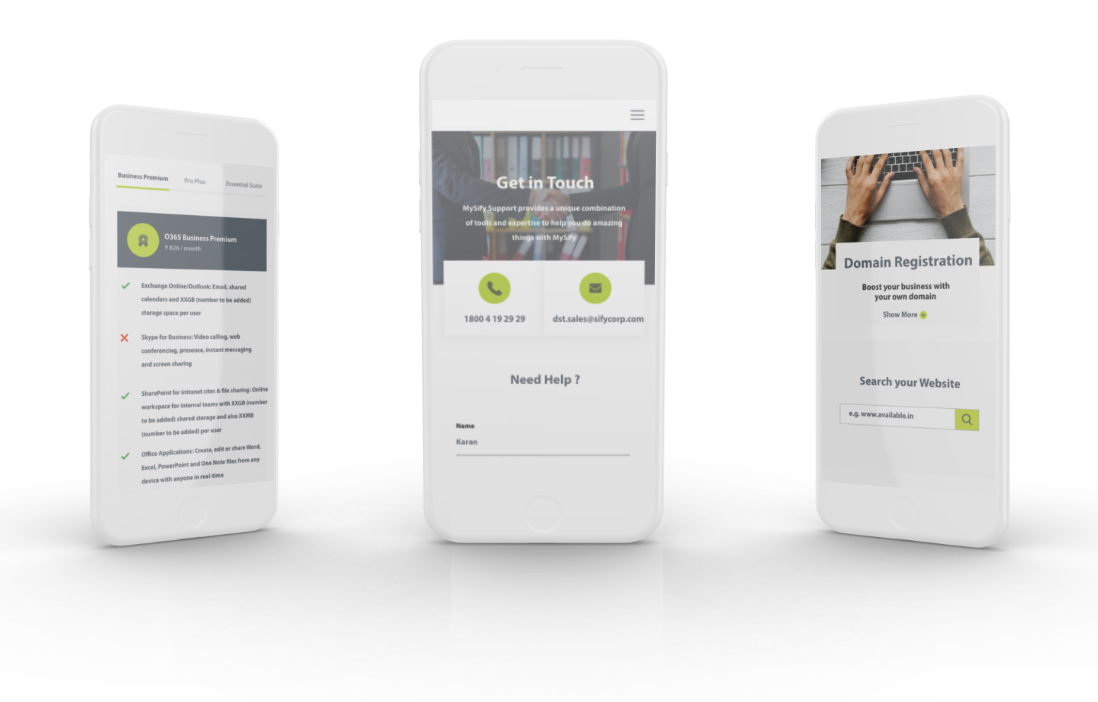 Business Premium
Pro Plus
Essential Suite
O365 Business Premium
₹ 826 / month
Exchange Online/Outlook: Email, shared
calendars and XXGB (number to be added)
storage space per user
Skype for Business: Video calling, web
conferencing, presence, instant messaging
and screen sharing
SharePoint for intranet sites & file sharing: Online
workspace for internal teams with XXGB (number
to be added) shared storage and also XXMB
(number to be added) per user
Office Applications: Create, edit or share Word,
Excel, PowerPoint and One Note files from any
device with anyone in real-time
Get in Touch
MySify Support provides a unique combination
of tools and expertise to help you do amazing
things with MySify
1800 4 19 29 29
dst.sales@sifycorp.com
Need Help ?
Name
Karan
Domain Registration
Boost your business with
your own domain
Show More
Search your Website
e.g. www.available.in